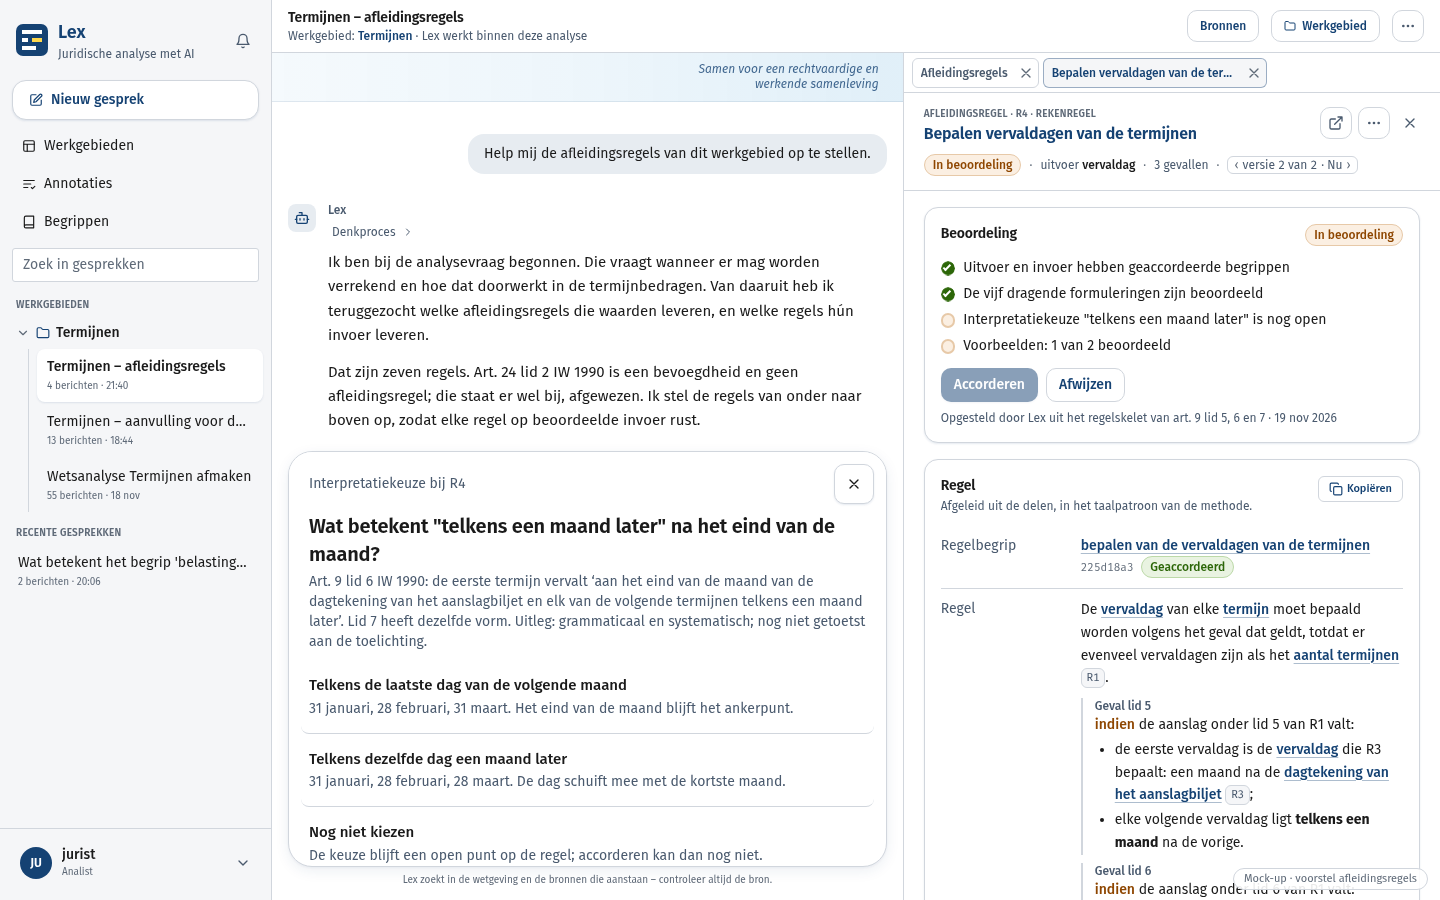 Lex
Juridische analyse met AI
Nieuw gesprek
Werkgebieden
Annotaties
Begrippen
Zoek in gesprekken
WERKGEBIEDEN
Termijnen
Termijnen – afleidingsregels
4 berichten · 21:40
Termijnen – aanvulling voor d...
13 berichten · 18:44
Wetsanalyse Termijnen afmaken
55 berichten · 18 nov
RECENTE GESPREKKEN
Wat betekent het begrip 'belasting...
2 berichten · 20:06
JU
jurist
Analist
Termijnen – afleidingsregels
Werkgebied: Termijnen · Lex werkt binnen deze analyse
Bronnen
Werkgebied
Samen voor een rechtvaardige en
werkende samenleving
Help mij de afleidingsregels van dit werkgebied op te stellen.
Lex
Denkproces
Ik ben bij de analysevraag begonnen. Die vraagt wanneer er mag worden
verrekend en hoe dat doorwerkt in de termijnbedragen. Van daaruit heb ik
teruggezocht welke afleidingsregels die waarden leveren, en welke regels hún
invoer leveren.
Dat zijn zeven regels. Art. 24 lid 2 IW 1990 is een bevoegdheid en geen
afleidingsregel; die staat er wel bij, afgewezen. Ik stel de regels van onder naar
boven op, zodat elke regel op beoordeelde invoer rust.
Interpretatiekeuze bij R4
Wat betekent "telkens een maand later" na het eind van de
maand?
Art. 9 lid 6 IW 1990: de eerste termijn vervalt ‘aan het eind van de maand van de
dagtekening van het aanslagbiljet en elk van de volgende termijnen telkens een maand
later’. Lid 7 heeft dezelfde vorm. Uitleg: grammaticaal en systematisch; nog niet getoetst
aan de toelichting.
Telkens de laatste dag van de volgende maand
31 januari, 28 februari, 31 maart. Het eind van de maand blijft het ankerpunt.
Telkens dezelfde dag een maand later
31 januari, 28 februari, 28 maart. De dag schuift mee met de kortste maand.
Nog niet kiezen
De keuze blijft een open punt op de regel; accorderen kan dan nog niet.
Lex zoekt in de wetgeving en de bronnen die aanstaan – controleer altijd de bron.
Afleidingsregels
Bepalen vervaldagen van de ter...
AFLEIDINGSREGEL · R4 · REKENREGEL
Bepalen vervaldagen van de termijnen
In beoordeling · uitvoer vervaldag · 3 gevallen · ‹ versie 2 van 2 · Nu ›
Beoordeling
In beoordeling
Uitvoer en invoer hebben geaccordeerde begrippen
De vijf dragende formuleringen zijn beoordeeld
Interpretatiekeuze "telkens een maand later" is nog open
Voorbeelden: 1 van 2 beoordeeld
Accorderen
Afwijzen
Opgesteld door Lex uit het regelskelet van art. 9 lid 5, 6 en 7 · 19 nov 2026
Regel
Kopiëren
Afgeleid uit de delen, in het taalpatroon van de methode.
Regelbegrip
bepalen van de vervaldagen van de termijnen
225d18a3 Geaccordeerd
Regel
De vervaldag van elke termijn moet bepaald
worden volgens het geval dat geldt, totdat er
evenveel vervaldagen zijn als het aantal termijnen
R1.
Geval lid 5
indien de aanslag onder lid 5 van R1 valt:
• de eerste vervaldag is de vervaldag die R3
bepaalt: een maand na de dagtekening van
het aanslagbiljet R3;
• elke volgende vervaldag ligt telkens een
maand na de vorige.
Geval lid 6
indien de aanslag onder lid 6 van R1 valt:
Mock-up · voorstel afleidingsregels